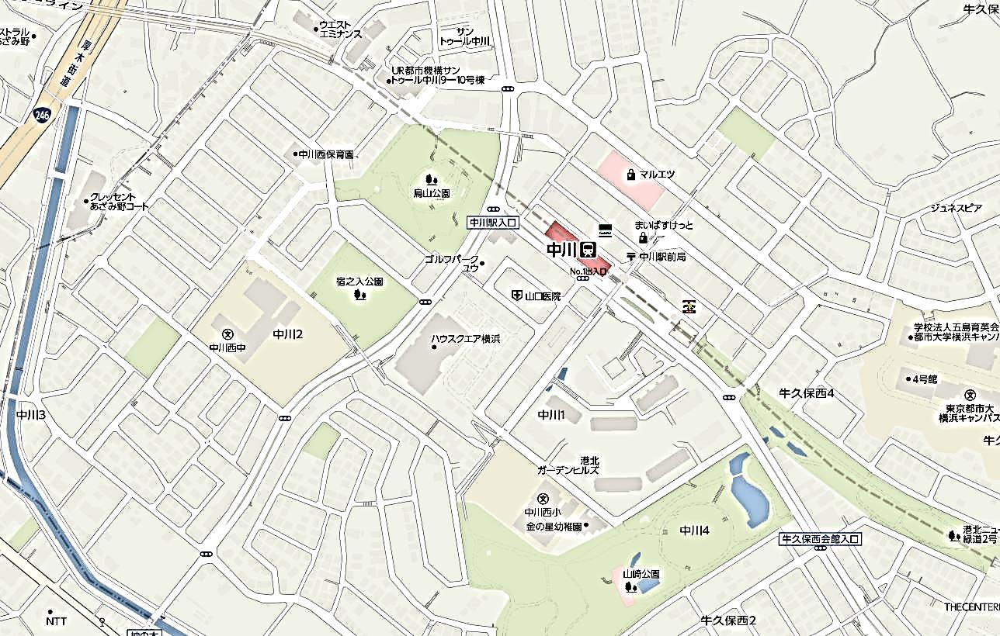 牛久保
ウエスト
エミナンス
サン
トゥール中川
ストラル
あざみ野
厚木街道
246
UR都市機構サン
トゥール中川9ー10号棟
中川西保育園
鳥山公園
マルエツ
クレッセント
あざみ野コート
ジュネスピア
中川駅入口
まいばすけっと
中川
中川駅前局
No.1出入口
ゴルフパーク
ユウ
宿之入公園
山口医院
中川西中
中川2
ハウスクエア横浜
学校法人五島育英会
都市大学横浜キャンパ
4号館
牛久保西4
東京都市大
横浜キャンパス
牛久
中川3
中川1
港北
ガーデンヒルズ
中川西小
金の星幼稚園
中川4
港北ニュー
緑道2号
牛久保西会館入口
山崎公園
THECENTER
NTT
牛久保西2